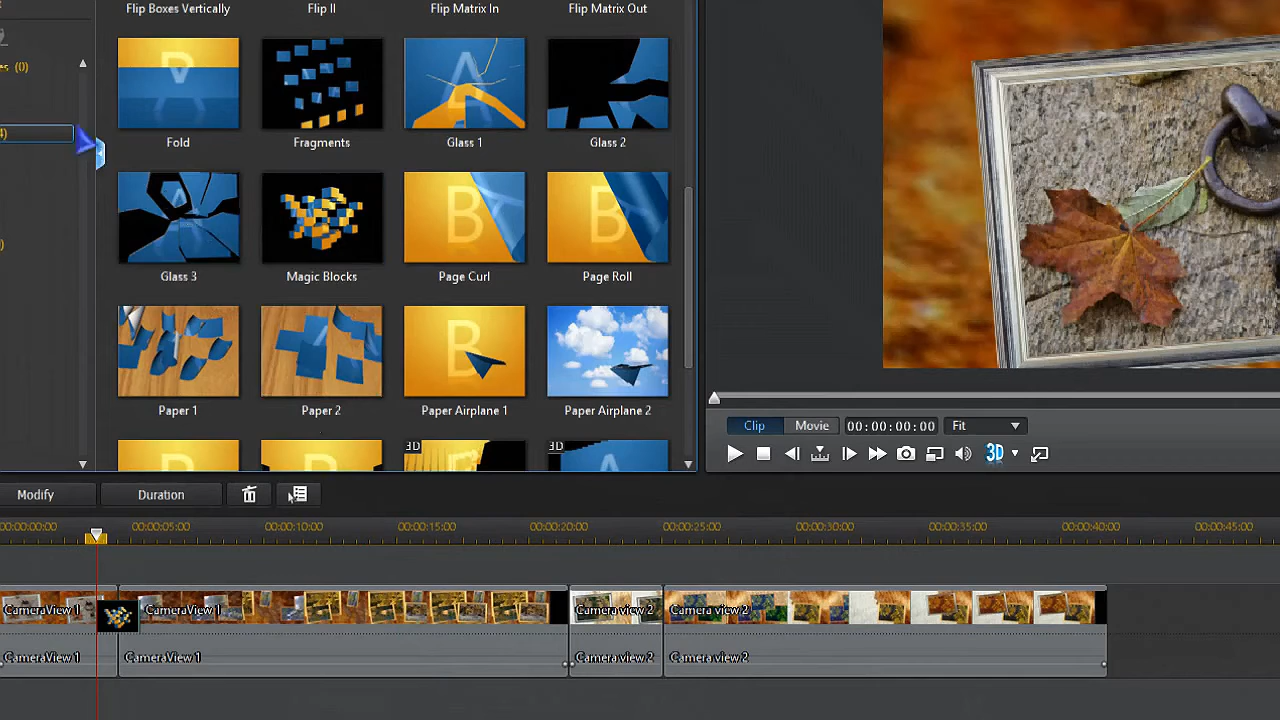 Flip Boxes Vertically
Flip II
Flip Matrix In
Flip Matrix Out
es (0)
B
A
A
4)
Fold
Fragments
Glass 1
Glass 2
A
B
B
Glass 3
Magic Blocks
Page Curl
Page Roll
B
Paper 1
Paper 2
Paper Airplane 1
Paper Airplane 2
3D
3D
Clip
Movie
00:00:00:00
Fit
3D
Modify
Duration
00:00:00:00
00:00:05:00
00:00:10:00
00:00:15:00
00:00:20:00
00:00:25:00
00:00:30:00
00:00:35:00
00:00:40:00
00:00:45:00
CameraView 1
CameraView 1
Camera view 2
Camera view 2
CameraView 1
CameraView 1
Camera view 2
Camera view 2